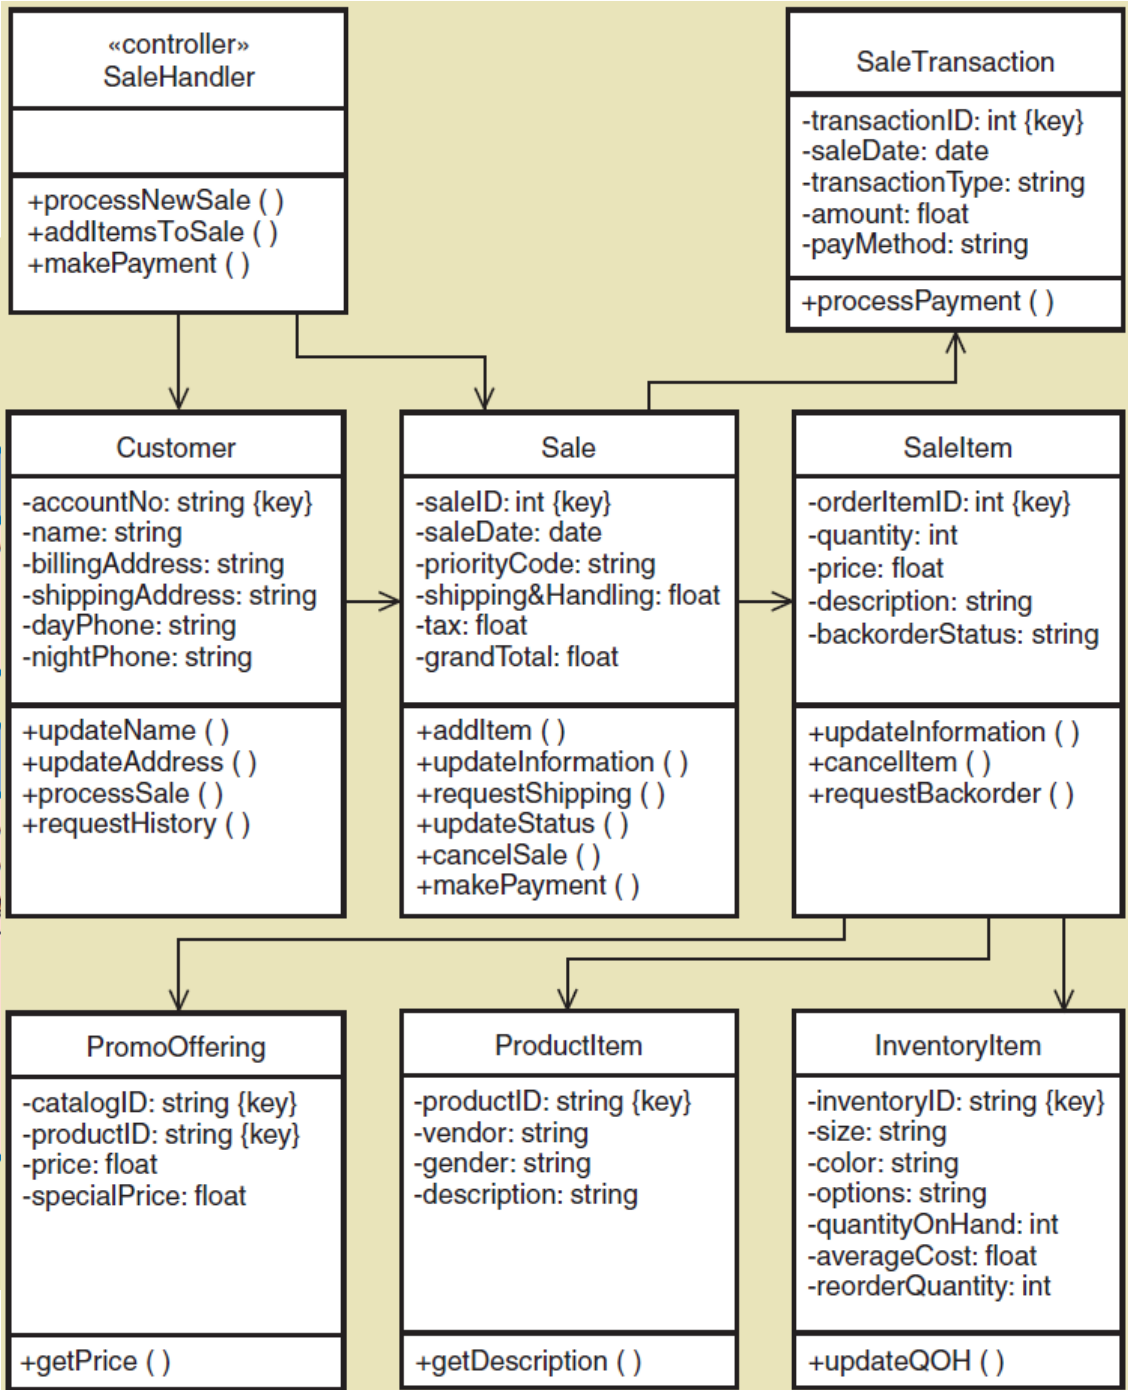 «controller»
SaleHandler
+processNewSale ( )
+addItemsToSale ( )
+makePayment ( )
SaleTransaction
-transactionID: int {key}
-saleDate: date
-transactionType: string
-amount: float
-payMethod: string
+processPayment ( )
Customer
-accountNo: string {key}
-name: string
-billingAddress: string
-shippingAddress: string
-dayPhone: string
-nightPhone: string
+updateName ( )
+updateAddress ( )
+processSale ( )
+requestHistory ( )
Sale
-saleID: int {key}
-saleDate: date
-priorityCode: string
-shipping&Handling: float
-tax: float
-grandTotal: float
+addItem ( )
+updateInformation ( )
+requestShipping ( )
+updateStatus ( )
+cancelSale ( )
+makePayment ( )
SaleItem
-orderItemID: int {key}
-quantity: int
-price: float
-description: string
-backorderStatus: string
+updateInformation ( )
+cancelItem ( )
+requestBackorder ( )
PromoOffering
-catalogID: string {key}
-productID: string {key}
-price: float
-specialPrice: float
+getPrice ( )
ProductItem
-productID: string {key}
-vendor: string
-gender: string
-description: string
+getDescription ( )
InventoryItem
-inventoryID: string {key}
-size: string
-color: string
-options: string
-quantityOnHand: int
-averageCost: float
-reorderQuantity: int
+updateQOH ( )